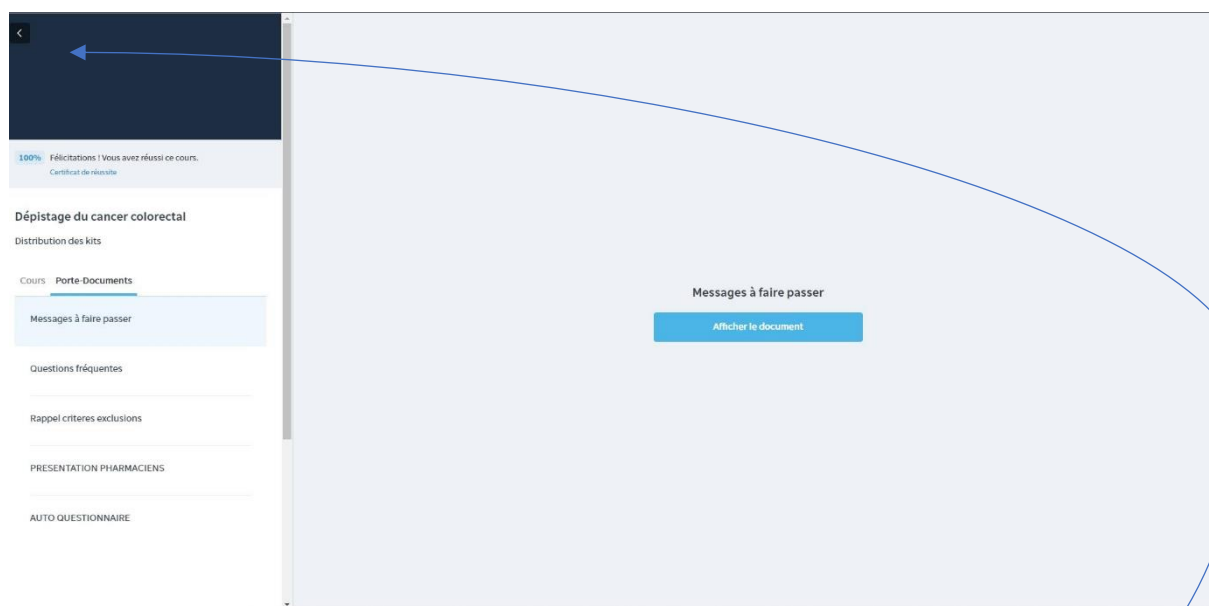 100% Félicitations ! Vous avez réussi ce cours.
Certificat de réussite
Dépistage du cancer colorectal
Distribution des kits
Cours Porte-Documents
Messages à faire passer
Questions fréquentes
Rappel criteres exclusions
PRESENTATION PHARMACIENS
AUTO QUESTIONNAIRE
Messages à faire passer
Afficher le document